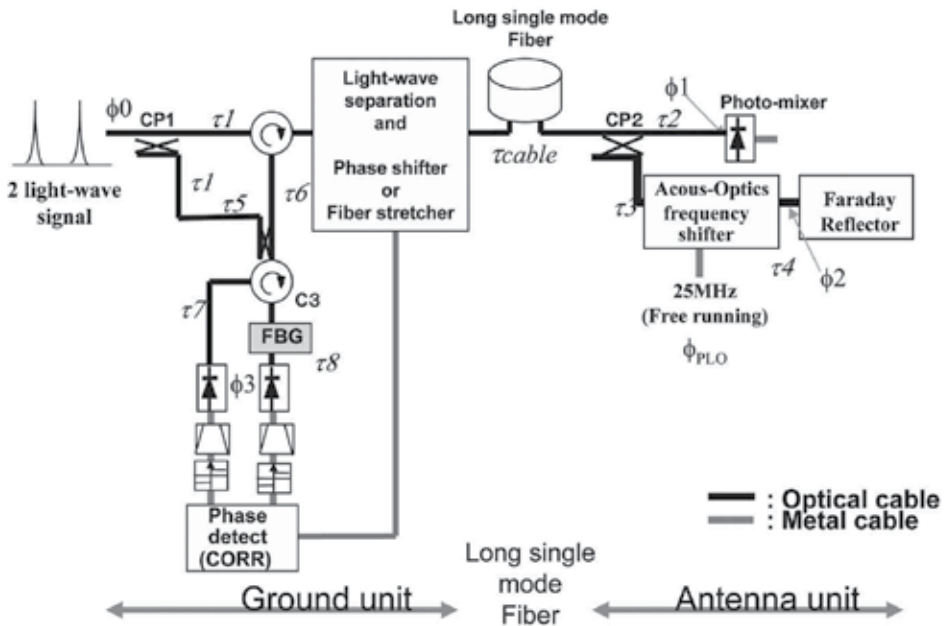 Long single mode
Fiber
ϕ0
CP1
τ1
Light-wave
separation
and
Phase shifter
or
Fiber stretcher
ϕ1
Photo-mixer
CP2
τ2
τcable
2 light-wave
signal
τ1
τ5
τ6
τ3
Acous-Optics
frequency
shifter
Faraday
Reflector
τ4
ϕ2
25MHz
(Free running)
ϕPLO
τ7
C3
FBG
τ8
ϕ3
Phase
detect
(CORR)
: Optical cable
: Metal cable
Ground unit
Long single
mode
Fiber
Antenna unit